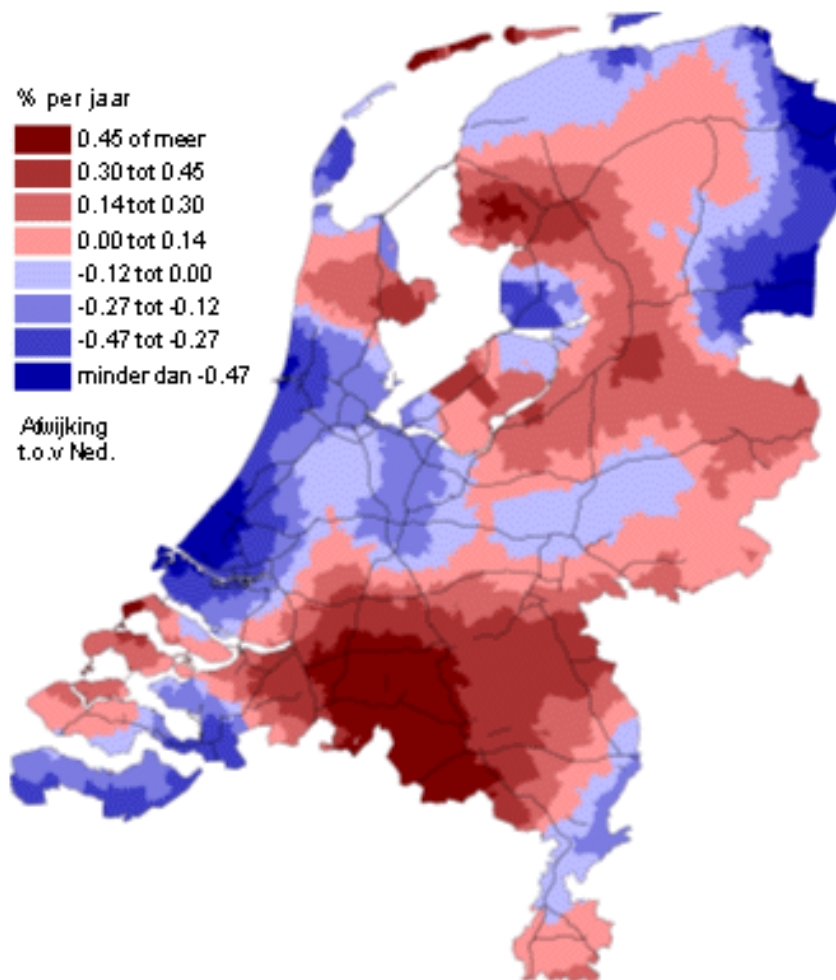 % per jaar
0.45 of meer
0.30 tot 0.45
0.14 tot 0.30
0.00 tot 0.14
-0.12 tot 0.00
-0.27 tot -0.12
-0.47 tot -0.27
minder dan -0.47
Afwijking
t.o.v Ned.